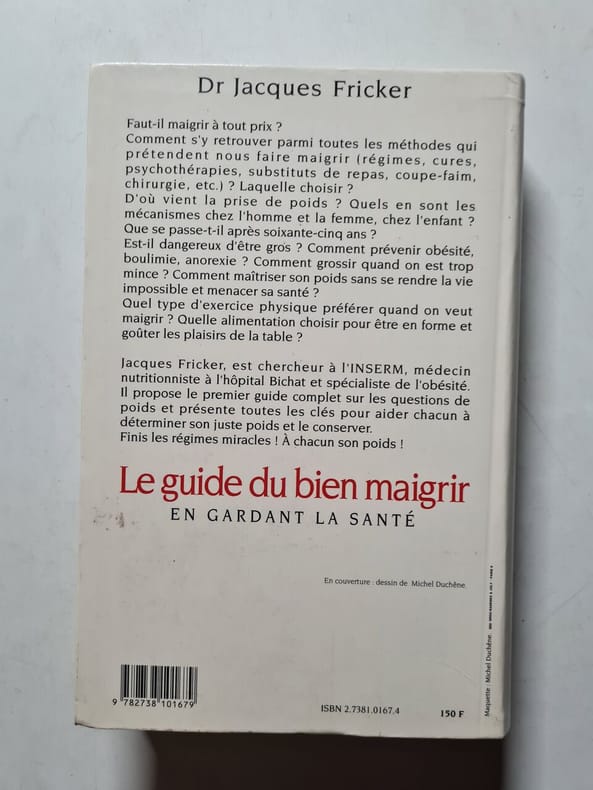 Dr Jacques Fricker
Faut-il maigrir à tout prix ?
Comment s'y retrouver parmi toutes les méthodes qui
prétendent nous faire maigrir (régimes, cures,
psychothérapies, substituts de repas, coupe-faim,
chirurgie, etc.) ? Laquelle choisir ?
D'où vient la prise de poids ? Quels en sont les
mécanismes chez l'homme et la femme, chez l'enfant ?
Que se passe-t-il après soixante-cinq ans ?
Est-il dangereux d'être gros ? Comment prévenir obésité,
boulimie, anorexie ? Comment grossir quand on est trop
mince ? Comment maîtriser son poids sans se rendre la vie
impossible et menacer sa santé ?
Quel type d'exercice physique préférer quand on veut
maigrir ? Quelle alimentation choisir pour être en forme et
goûter les plaisirs de la table ?
Jacques Fricker, est chercheur à l'INSERM, médecin
nutritionniste à l'hôpital Bichat et spécialiste de l'obésité.
Il propose le premier guide complet sur les questions de
poids et présente toutes les clés pour aider chacun à
déterminer son juste poids et le conserver.
Finis les régimes miracles ! À chacun son poids !
Le guide du bien maigrir
EN GARDANT LA SANTÉ
En couverture : dessin de Michel Duchêne.
9 782738 101679
ISBN 2.7381.0167.4
150 F
Maquette : Michel Duchêne.